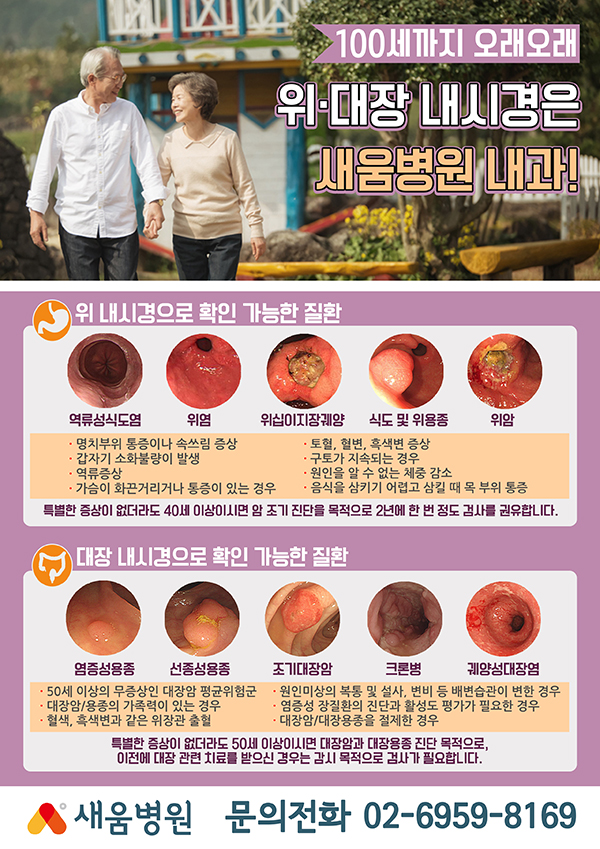 100세까지 오래오래
위·대장 내시경은
새움병원 내과!
위 내시경으로 확인 가능한 질환
역류성식도염 위염 위십이지장궤양 식도 및 위용종 위암
· 명치부위 통증이나 속쓰림 증상
· 갑자기 소화불량이 발생
· 역류증상
· 가슴이 화끈거리거나 통증이 있는 경우
· 토혈, 혈변, 흑색변 증상
· 구토가 지속되는 경우
· 원인을 알 수 없는 체중 감소
· 음식을 삼키기 어렵고 삼킬 때 목 부위 통증
특별한 증상이 없더라도 40세 이상이시면 암 조기 진단을 목적으로 2년에 한 번 정도 검사를 권유합니다.
대장 내시경으로 확인 가능한 질환
염증성용종 선종성용종 조기대장암 크론병 궤양성대장염
· 50세 이상의 무증상인 대장암 평균위험군
· 대장암/용종의 가족력이 있는 경우
· 혈색, 흑색변과 같은 위장관 출혈
· 원인미상의 복통 및 설사, 변비 등 배변습관이 변한 경우
· 염증성 장질환의 진단과 활성도 평가가 필요한 경우
· 대장암/대장용종을 절제한 경우
특별한 증상이 없더라도 50세 이상이시면 대장암과 대장용종 진단 목적으로,
이전에 대장 관련 치료를 받으신 경우는 감시 목적으로 검사가 필요합니다.
새움병원 문의전화 02-6959-8169